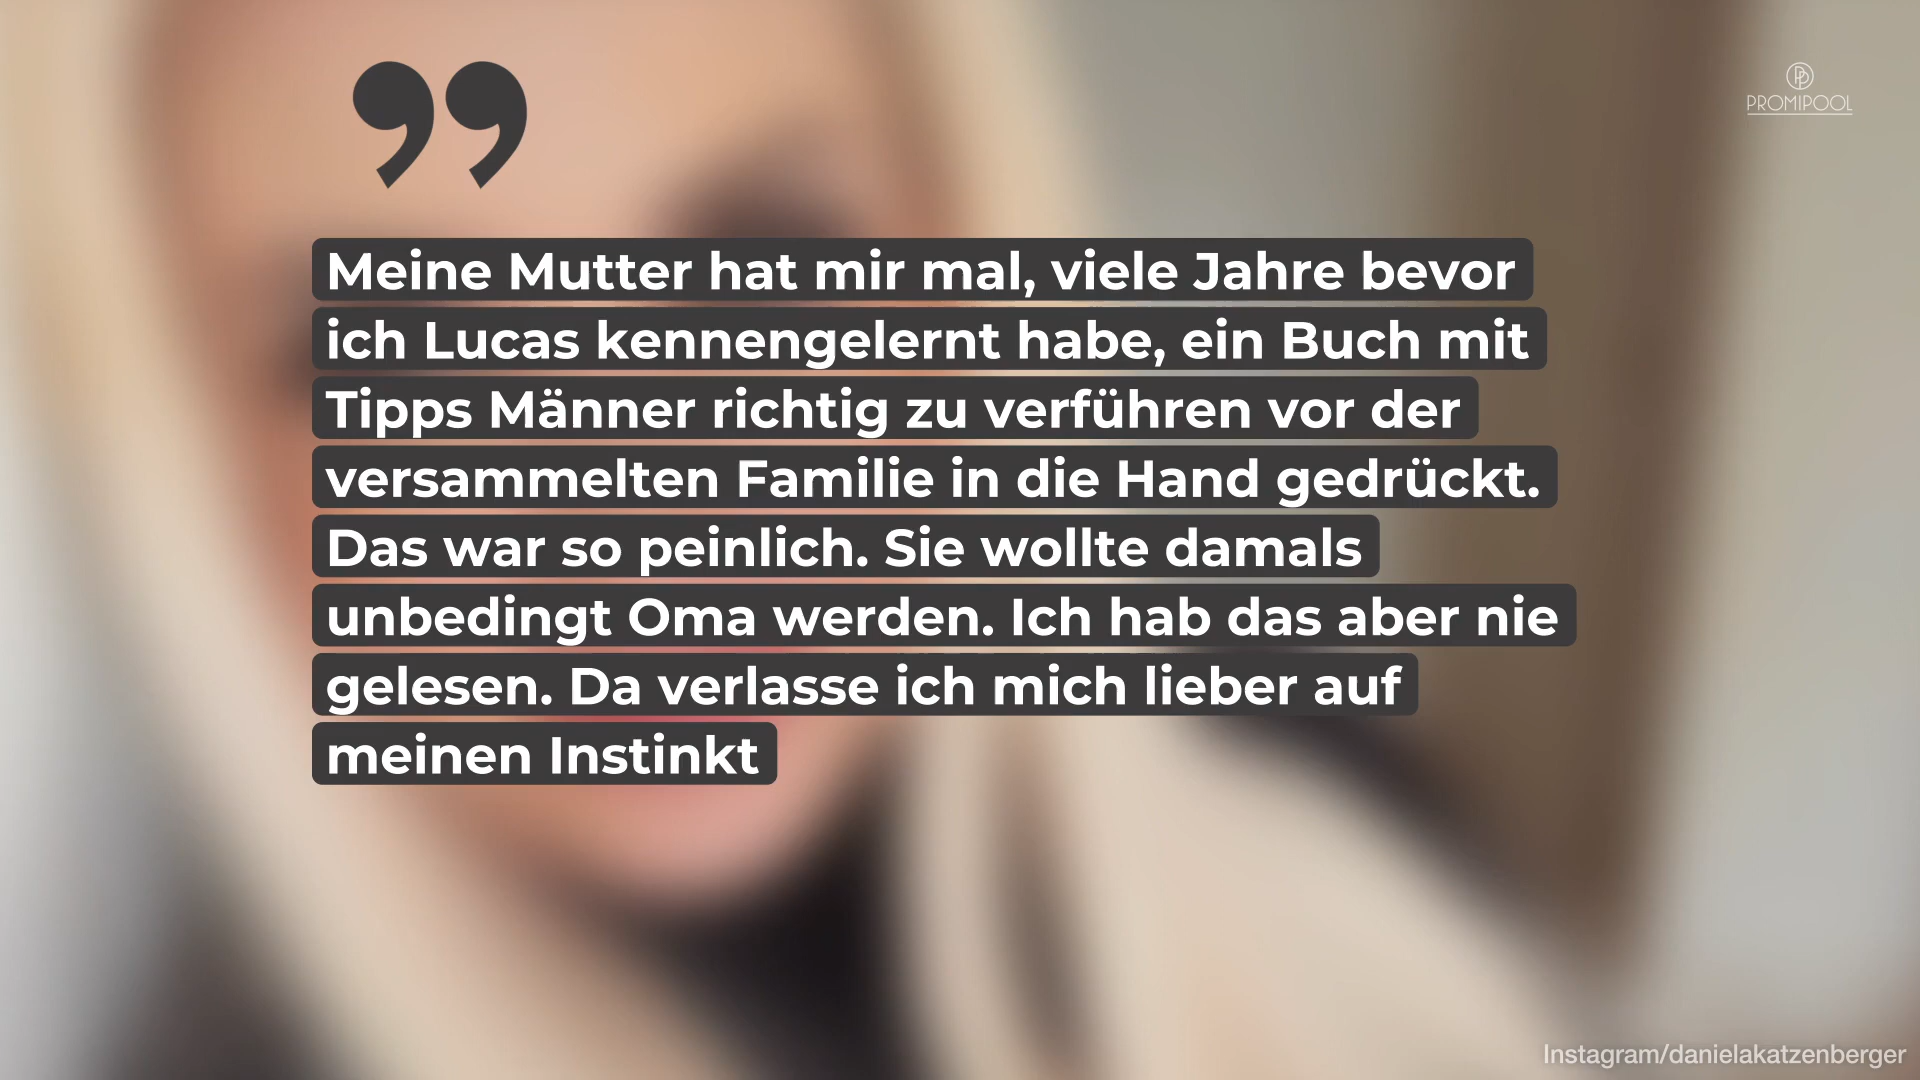 ”
PROMIPOOL
Meine Mutter hat mir mal, viele Jahre bevor
ich Lucas kennengelernt habe, ein Buch mit
Tipps Männer richtig zu verführen vor der
versammelten Familie in die Hand gedrückt.
Das war so peinlich. Sie wollte damals
unbedingt Oma werden. Ich hab das aber nie
gelesen. Da verlasse ich mich lieber auf
meinen Instinkt
Instagram/danielakatzenberger